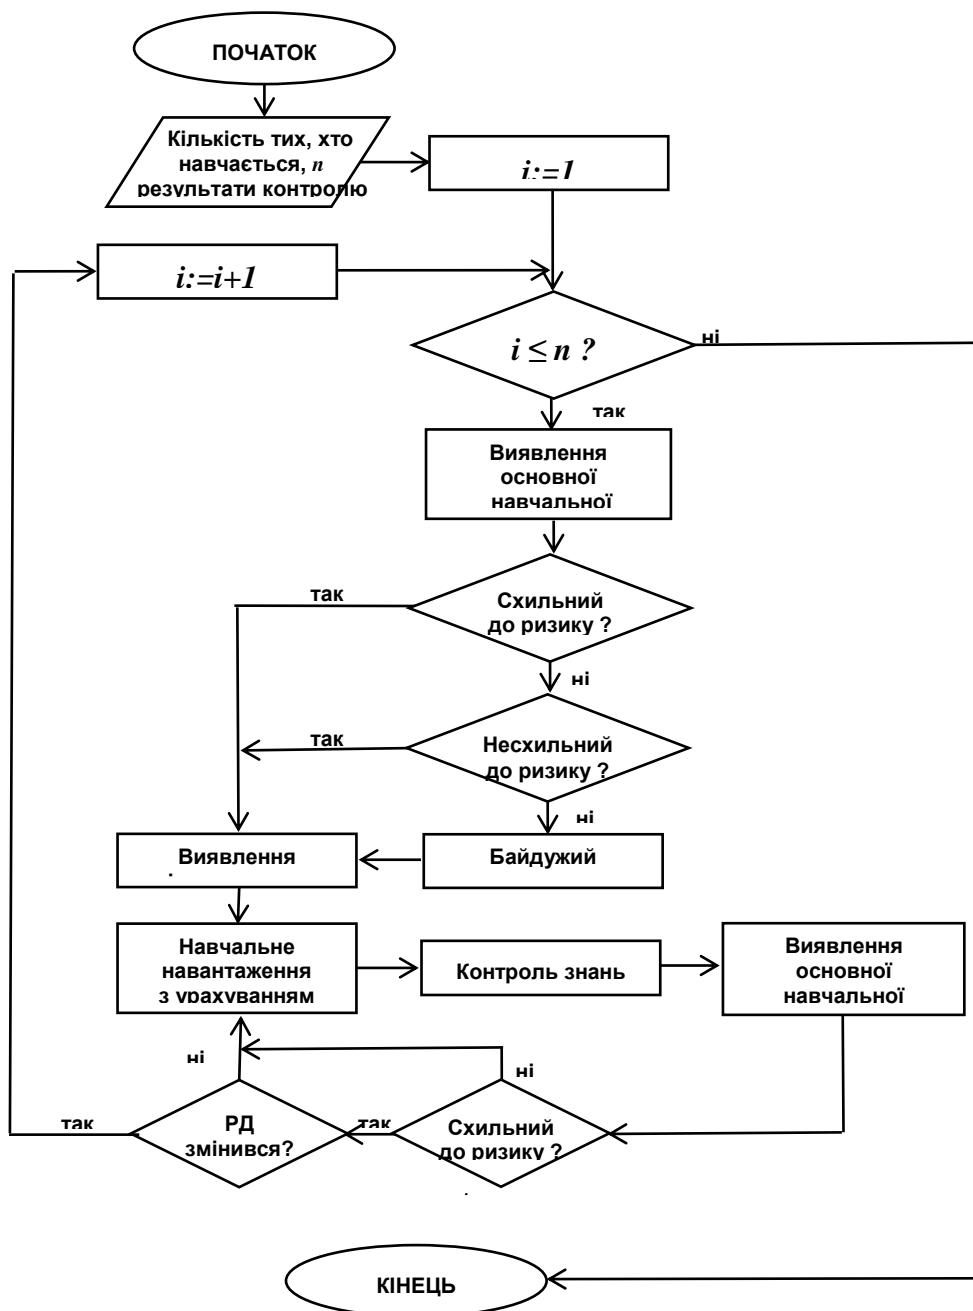 ПОЧАТОК
Кількість тих, хто
навчається, n
результати контролю
i:=1
i:=i+1
i ≤ n ?
ні
так
Виявлення
основної
навчальної
так
Схильний
до ризику ?
ні
так
Несхильний
до ризику ?
ні
Виявлення
Байдужий
Навчальне
навантаження
з урахуванням
Контроль знань
Виявлення
основної
навчальної
ні
ні
так
РД
змінився?
так
Схильний
до ризику ?
КІНЕЦЬ